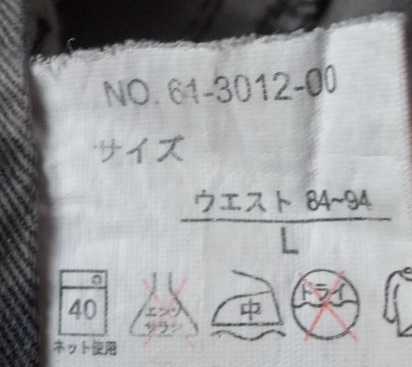 NO. 61-3012-00
サイズ
ウエスト 84~94
L
40
エンソ
サラシ
中
ドライ
ネット使用